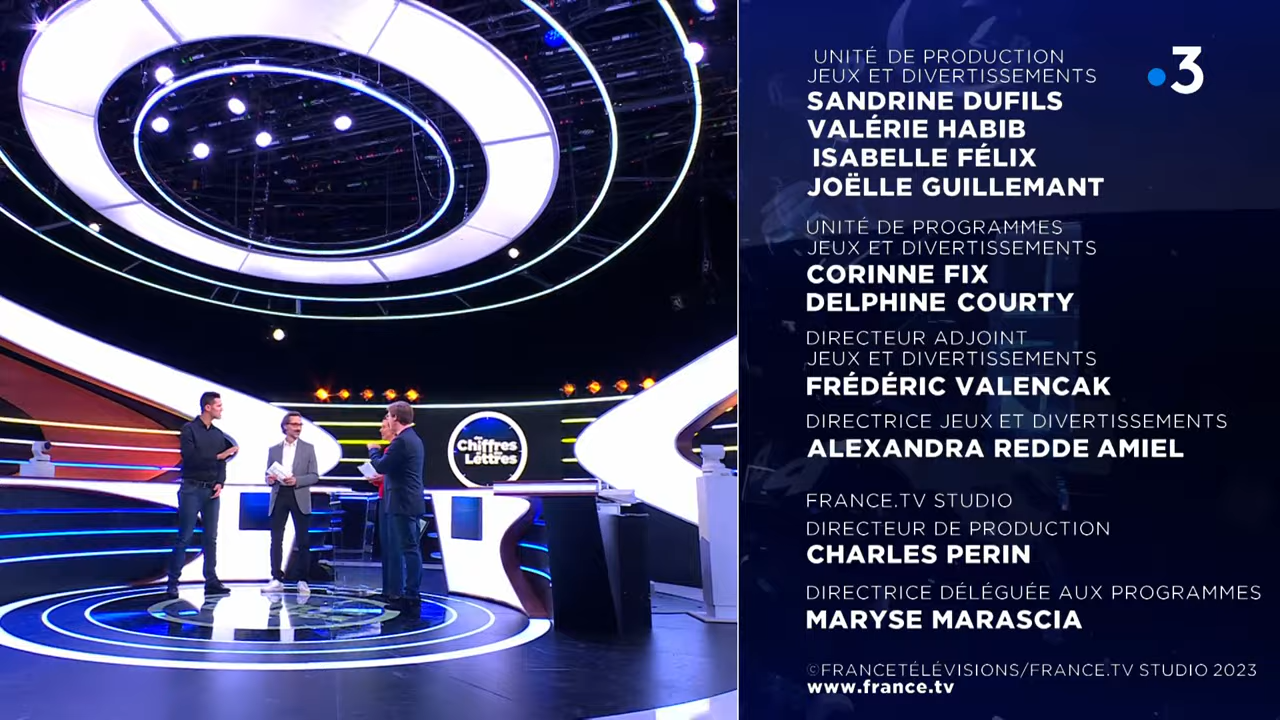 Des
Chiffres
et des
Lettres
3
UNITÉ DE PRODUCTION
JEUX ET DIVERTISSEMENTS
SANDRINE DUFILS
VALÉRIE HABIB
ISABELLE FÉLIX
JOËLLE GUILLEMANT
UNITÉ DE PROGRAMMES
JEUX ET DIVERTISSEMENTS
CORINNE FIX
DELPHINE COURTY
DIRECTEUR ADJOINT
JEUX ET DIVERTISSEMENTS
FRÉDÉRIC VALENCAK
DIRECTRICE JEUX ET DIVERTISSEMENTS
ALEXANDRA REDDE AMIEL
FRANCE.TV STUDIO
DIRECTEUR DE PRODUCTION
CHARLES PERIN
DIRECTRICE DÉLÉGUÉE AUX PROGRAMMES
MARYSE MARASCIA
©FRANCETÉLÉVISIONS/FRANCE.TV STUDIO 2023
www.france.tv